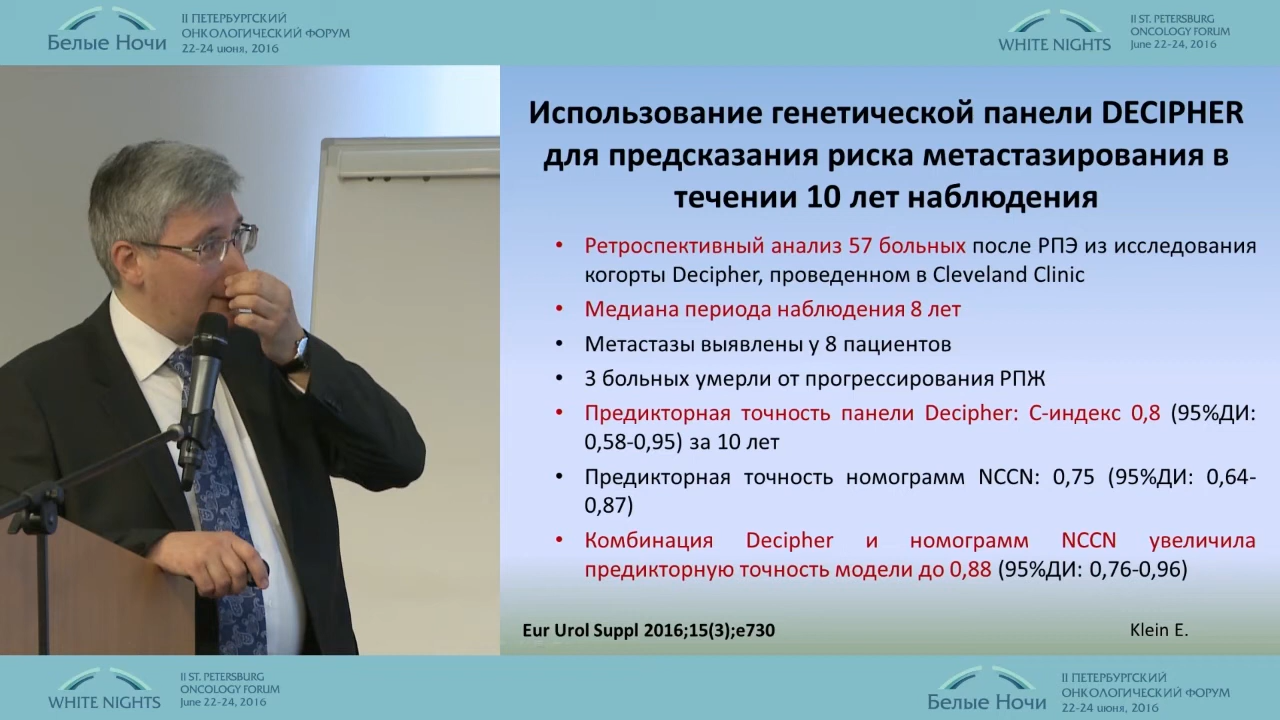 Белые Ночи
II ПЕТЕРБУРГСКИЙ
ОНКОЛОГИЧЕСКИЙ ФОРУМ
22-24 июня, 2016
WHITE NIGHTS
II ST. PETERSBURG
ONCOLOGY FORUM
June 22-24, 2016
Использование генетической панели DECIPHER
для предсказания риска метастазирования в
течении 10 лет наблюдения
• Ретроспективный анализ 57 больных после РПЭ из исследования
когорты Decipher, проведенном в Cleveland Clinic
• Медиана периода наблюдения 8 лет
• Метастазы выявлены у 8 пациентов
• 3 больных умерли от прогрессирования РПЖ
• Предикторная точность панели Decipher: С-индекс 0,8 (95%ДИ:
0,58-0,95) за 10 лет
• Предикторная точность номограмм NCCN: 0,75 (95%ДИ: 0,64-
0,87)
• Комбинация Decipher и номограмм NCCN увеличила
предикторную точность модели до 0,88 (95%ДИ: 0,76-0,96)
Eur Urol Suppl 2016;15(3);e730
Klein E.
WHITE NIGHTS
II ST. PETERSBURG
ONCOLOGY FORUM
June 22-24, 2016
Белые Ночи
II ПЕТЕРБУРГСКИЙ
ОНКОЛОГИЧЕСКИЙ ФОРУМ
22-24 июня, 2016